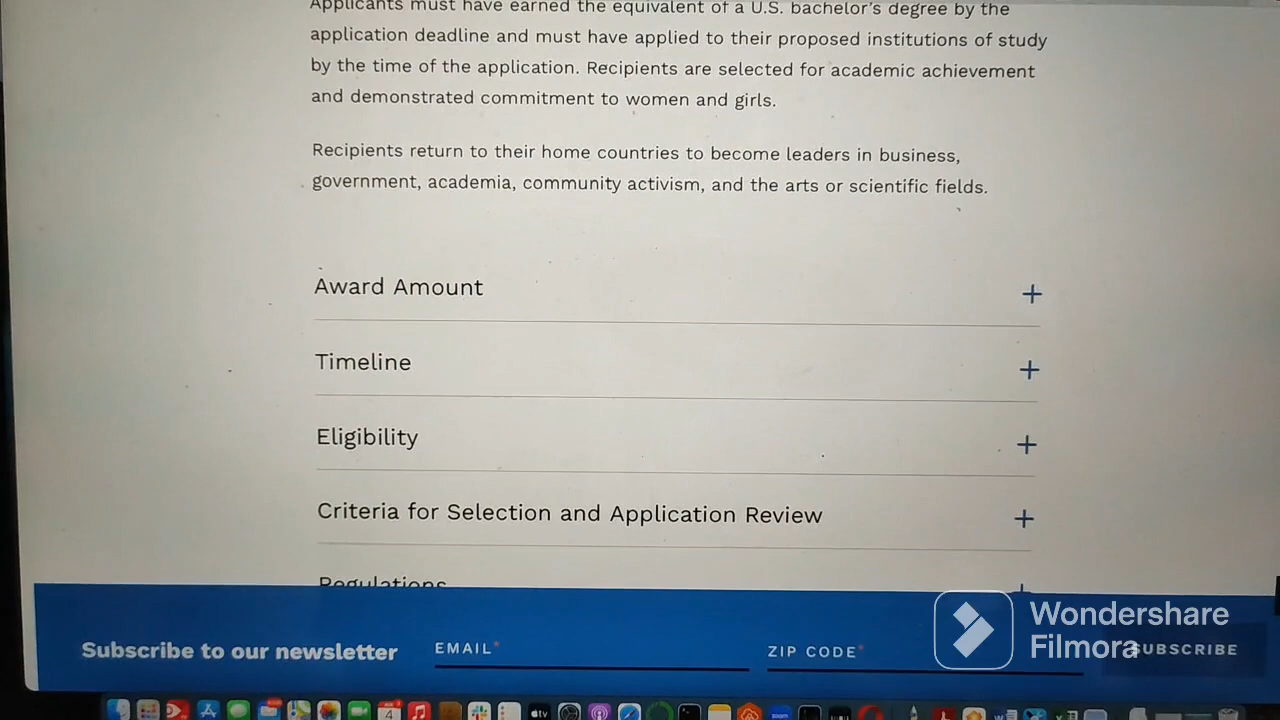 Applicants must have earned the equivalent of a U.S. bachelor's degree by the
application deadline and must have applied to their proposed institutions of study
by the time of the application. Recipients are selected for academic achievement
and demonstrated commitment to women and girls.
Recipients return to their home countries to become leaders in business,
government, academia, community activism, and the arts or scientific fields.
Award Amount +
Timeline +
Eligibility +
Criteria for Selection and Application Review +
Regulations +
Subscribe to our newsletter EMAIL* ZIP CODE* SUBSCRIBE
Wondershare
Filmora
4
tv
zoom